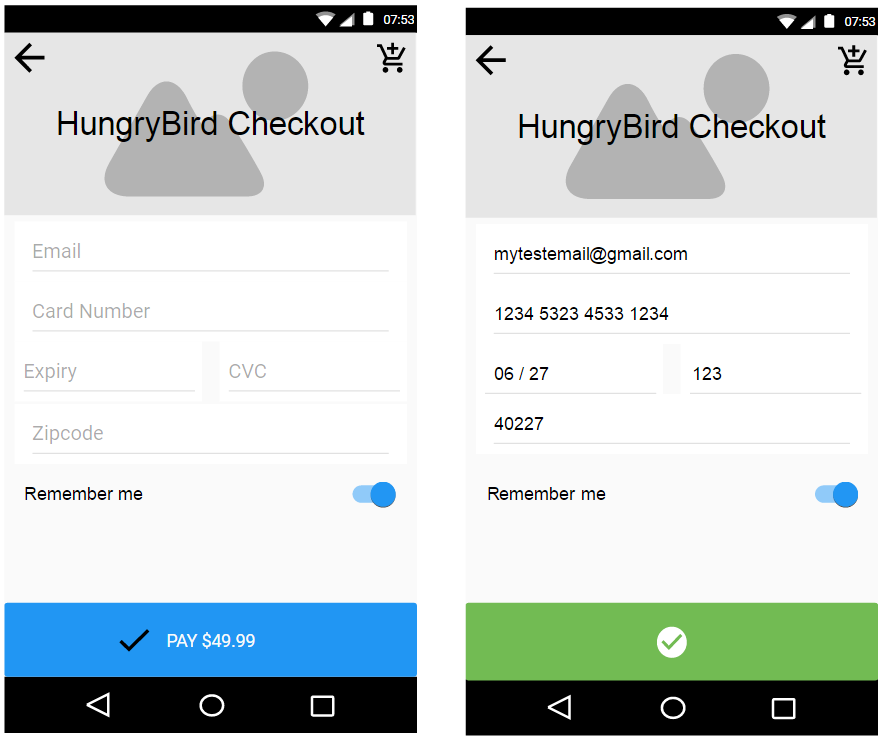 07:53
HungryBird Checkout
Email
Card Number
Expiry CVC
Zipcode
Remember me
PAY $49.99
07:53
HungryBird Checkout
mytestemail@gmail.com
1234 5323 4533 1234
06 / 27 123
40227
Remember me